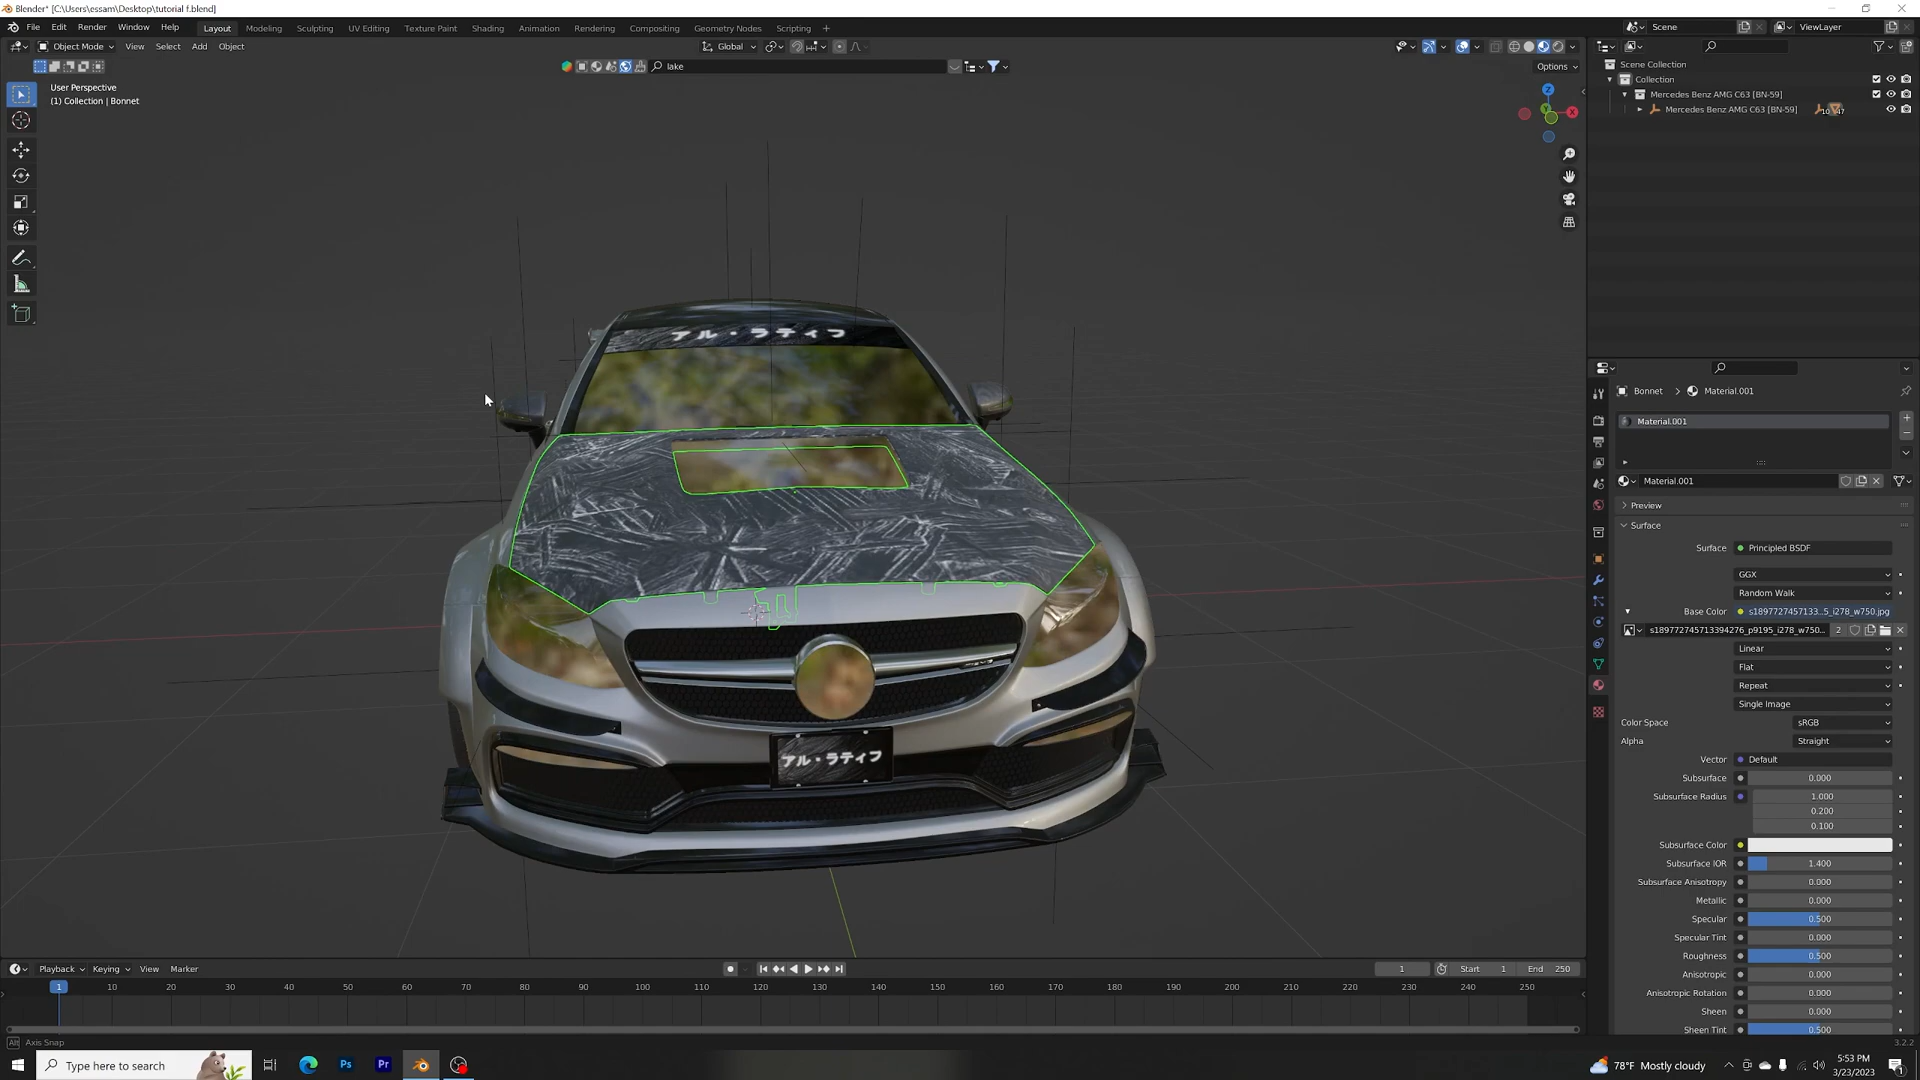 Blender* [C:\Users\essam\Desktop\tutorial f.blend]
File Edit Render Window Help Layout Modeling Sculpting UV Editing Texture Paint Shading Animation Rendering Compositing Geometry Nodes Scripting + Scene ViewLayer
Object Mode View Select Add Object Global
lake Options
User Perspective
(1) Collection | Bonnet
Z
Y
X
Scene Collection
Collection
Mercedes Benz AMG C63 [BN-59]
Mercedes Benz AMG C63 [BN-59]
アル・ラティフ
アル・ラティフ
Bonnet > Material.001
Material.001
Material.001
Preview
Surface
Surface Principled BSDF
GGX
Random Walk
Base Color s1897727457133...5_i278_w750.jpg
s189772745713394276_p9195_i278_w750... 2
Linear
Flat
Repeat
Single Image
Color Space sRGB
Alpha Straight
Vector Default
Subsurface 0.000
Subsurface Radius 1.000
0.200
0.100
Subsurface Color
Subsurface IOR 1.400
Subsurface Anisotropy 0.000
Metallic 0.000
Specular 0.500
Specular Tint 0.000
Roughness 0.500
Anisotropic 0.000
Anisotropic Rotation 0.000
Sheen 0.000
Sheen Tint 0.500
Playback Keying View Marker 1 Start 1 End 250
1 10 20 30 40 50 60 70 80 90 100 110 120 130 140 150 160 170 180 190 200 210 220 230 240 250
Alt Axis Snap 3.2.2
Type here to search Ps Pr 78°F Mostly cloudy 5:53 PM
3/23/2023